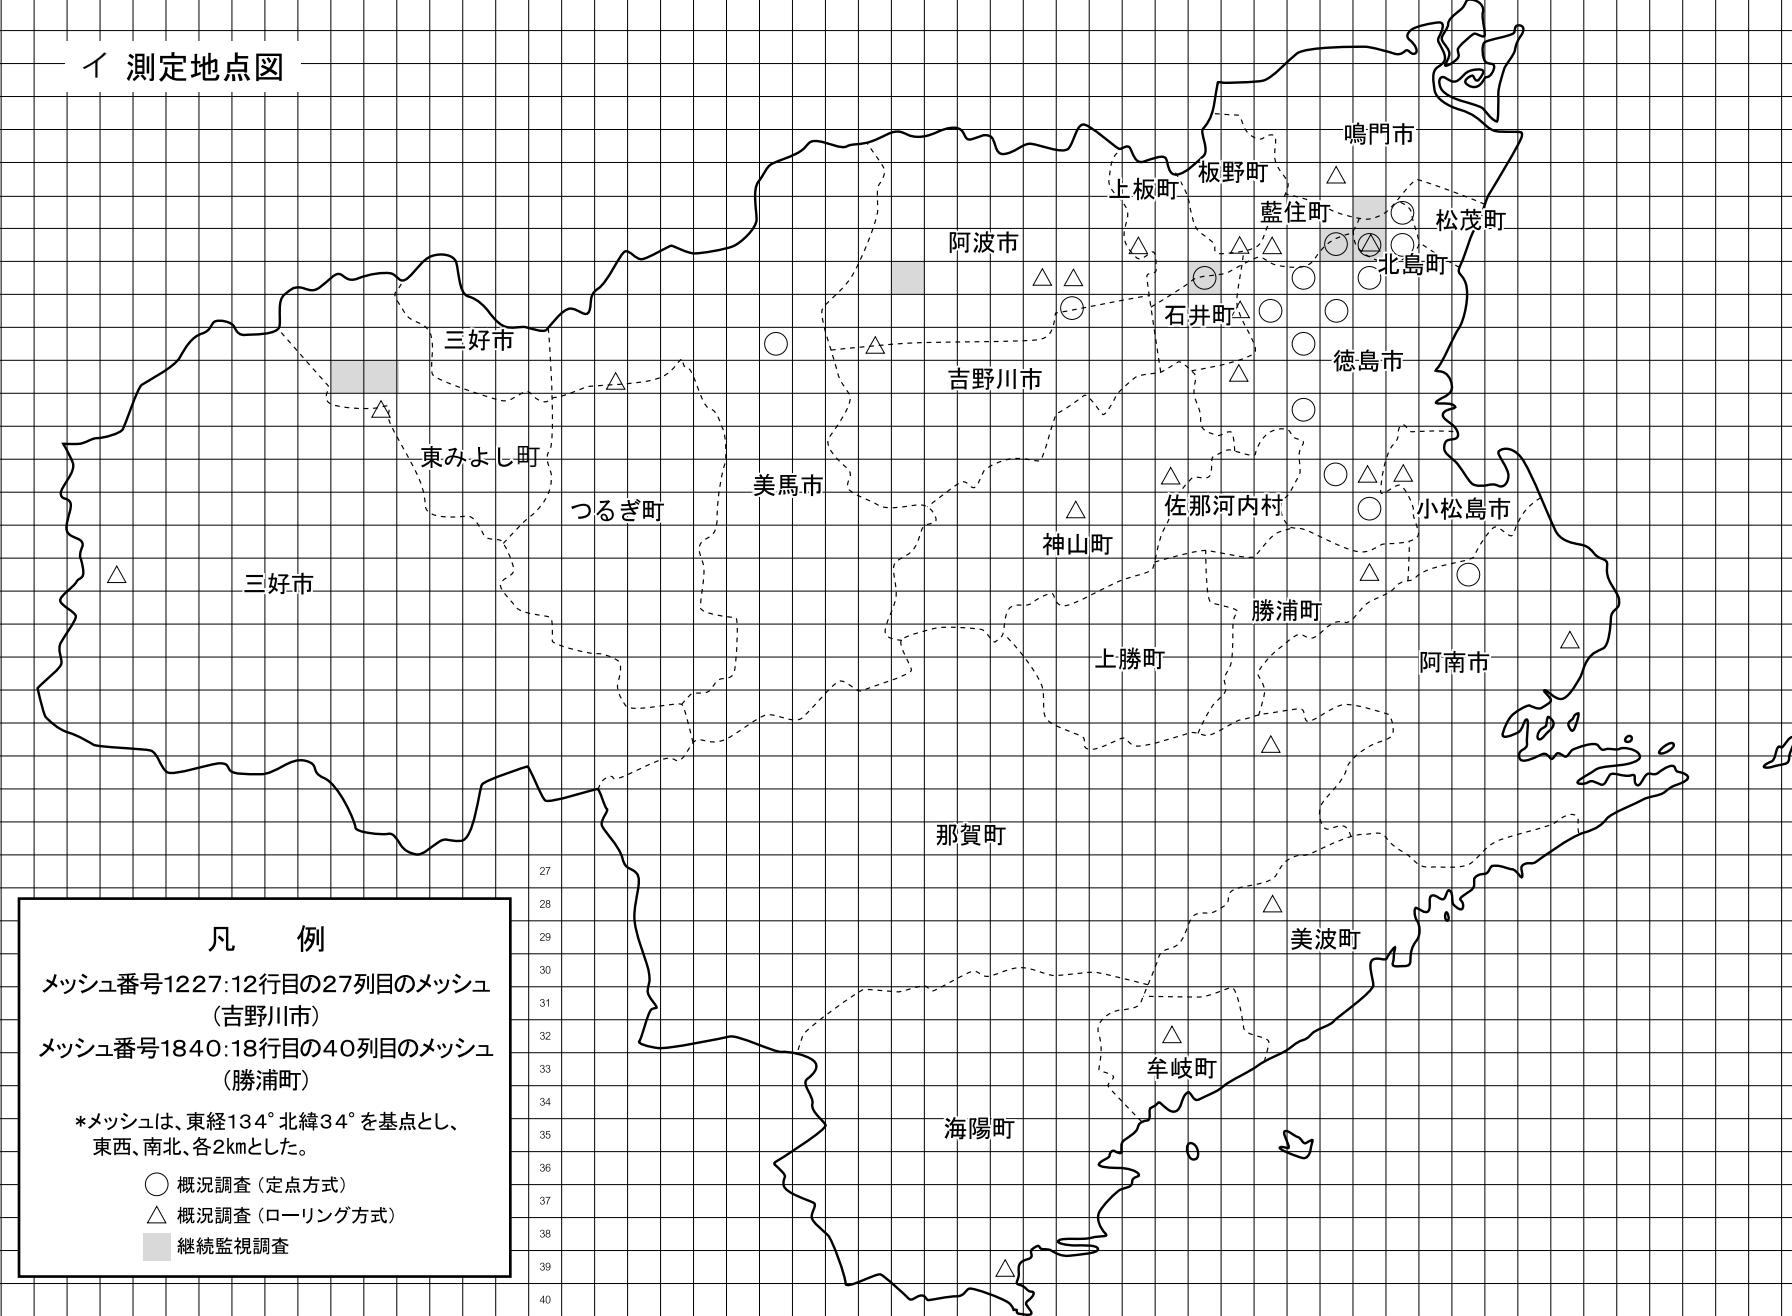 イ 測定地点図
鳴門市
板野町
上板町
藍住町
松茂町
阿波市
北島町
石井町
三好市
徳島市
吉野川市
東みよし町
美馬市
つるぎ町
佐那河内村
小松島市
神山町
三好市
勝浦町
上勝町
阿南市
那賀町
美波町
牟岐町
海陽町
27
28
29
30
31
32
33
34
35
36
37
38
39
40
凡 例
メッシュ番号1227:12行目の27列目のメッシュ
(吉野川市)
メッシュ番号1840:18行目の40列目のメッシュ
(勝浦町)
*メッシュは、東経134°北緯34°を基点とし、
東西、南北、各2kmとした。
○ 概況調査(定点方式)
△ 概況調査(ローリング方式)
継続監視調査